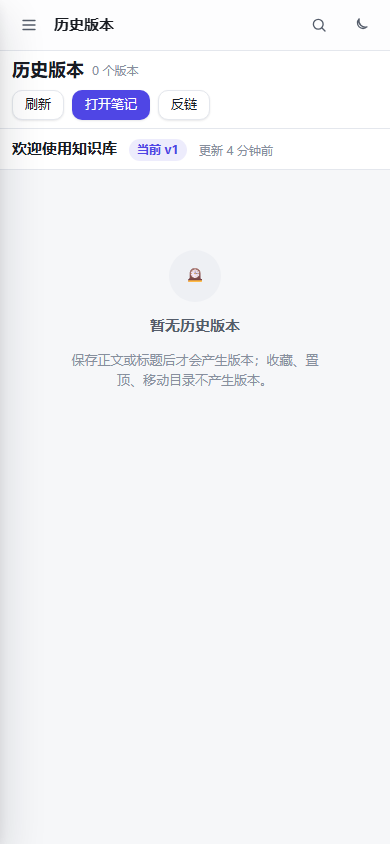 历史版本
历史版本 0 个版本
刷新 打开笔记 反链
欢迎使用知识库 当前 v1 更新 4 分钟前
暂无历史版本
保存正文或标题后才会产生版本；收藏、置
顶、移动目录不产生版本。